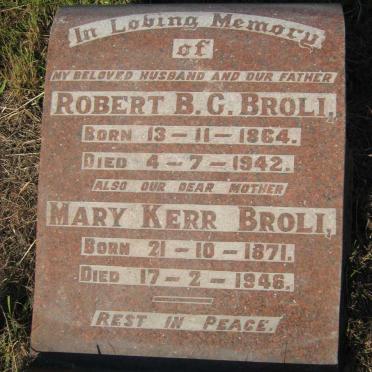 In Loving Memory
of
MY BELOVED HUSBAND AND OUR FATHER
ROBERT B. G. BROLI,
BORN 13-11-1864.
DIED 4-7-1942.
ALSO OUR DEAR MOTHER
MARY KERR BROLI,
BORN 21-10-1871.
DIED 17-2-1946.
REST IN PEACE.